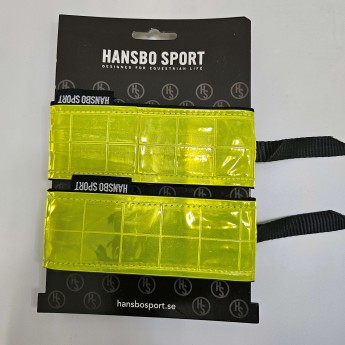 HANSBO SPORT
DESIGNED FOR EQUESTRIAN LIFE
HANSBO SPORT
HANSBO SPORT
hansbosport.se